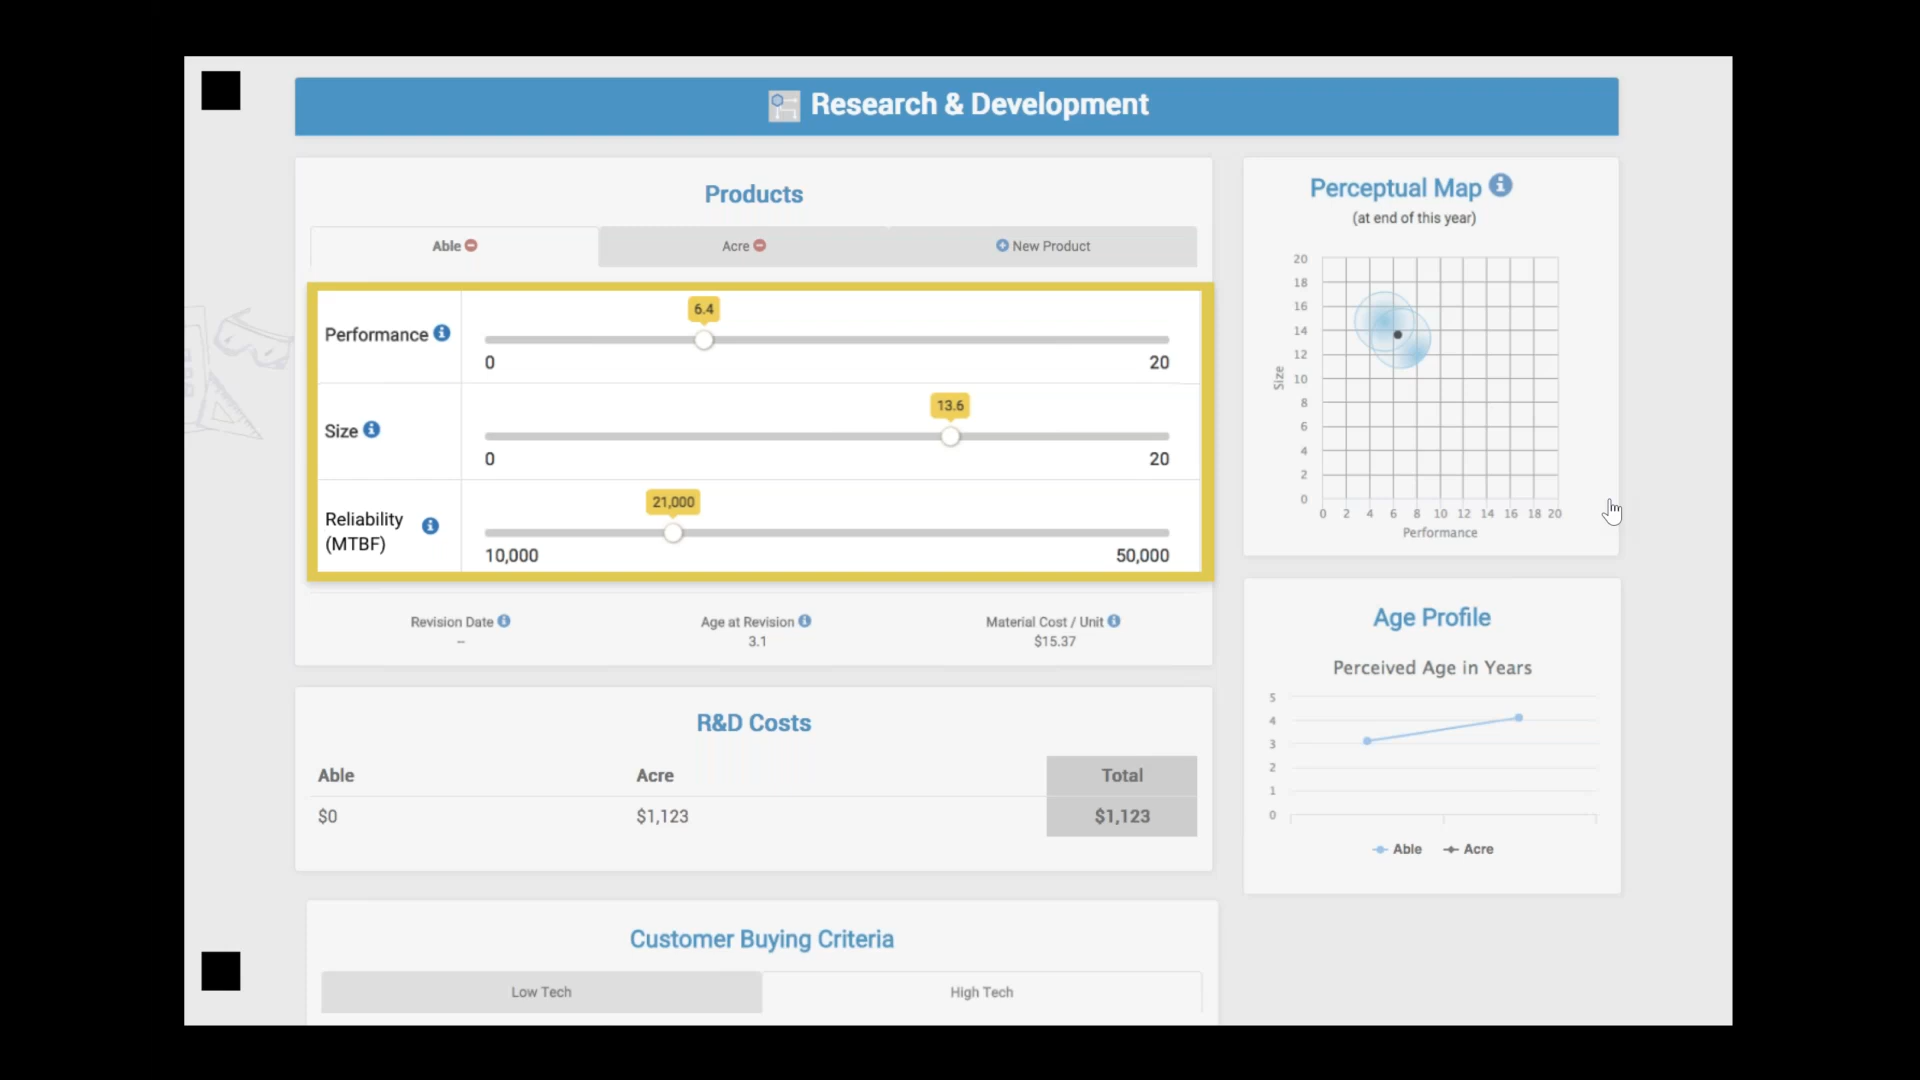 Research & Development
Products
Able
Acre
New Product
Performance
6.4
0
20
Size
13.6
0
20
Reliability
(MTBF)
21,000
10,000
50,000
Revision Date
–
Age at Revision
3.1
Material Cost / Unit
$15.37
R&D Costs
Able
Acre
Total
$0
$1,123
$1,123
Customer Buying Criteria
Low Tech
High Tech
Perceptual Map
(at end of this year)
20
18
16
14
12
10
8
6
4
2
0
Size
0 2 4 6 8 10 12 14 16 18 20
Performance
Age Profile
Perceived Age in Years
5
4
3
2
1
0
Able
Acre